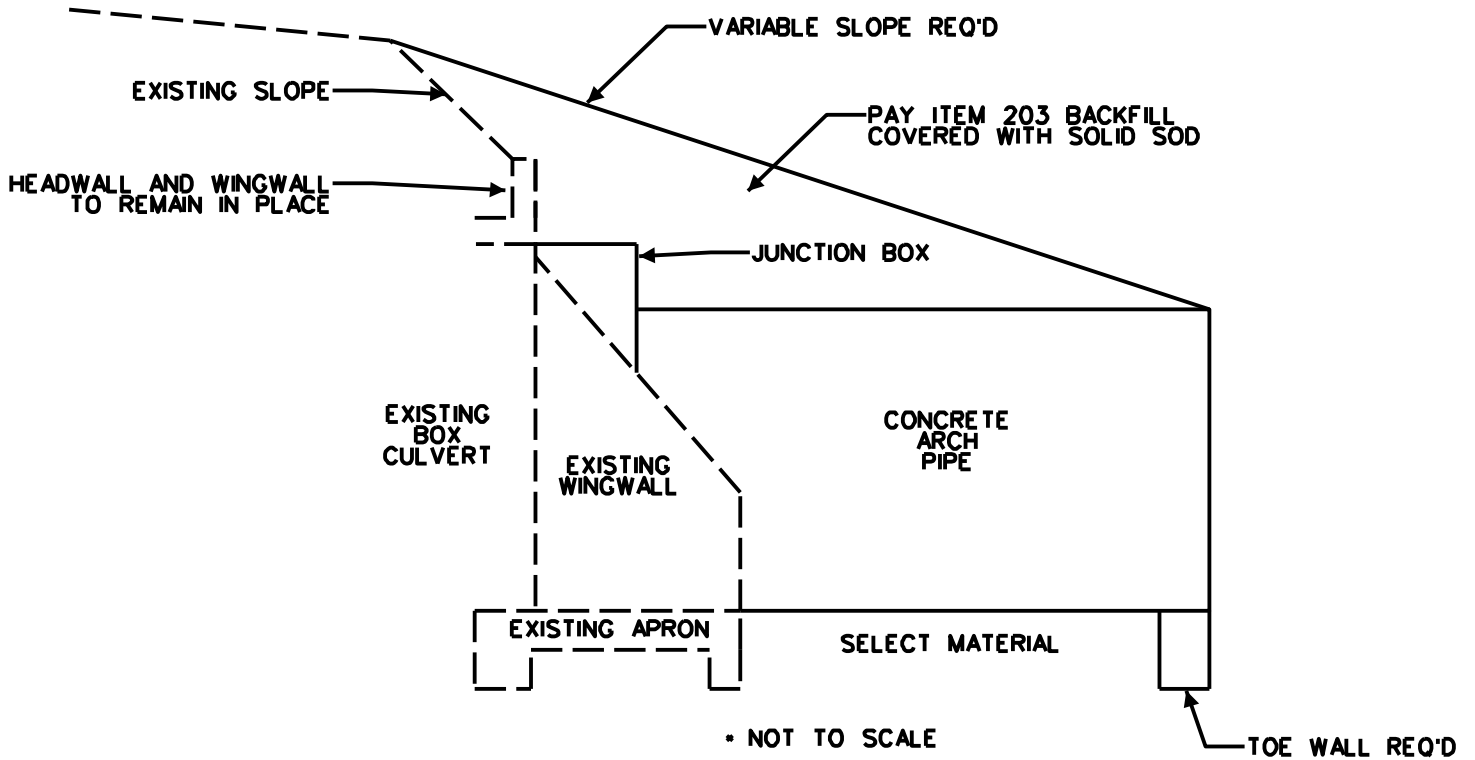 VARIABLE SLOPE REQ'D
EXISTING SLOPE
PAY ITEM 203 BACKFILL
COVERED WITH SOLID SOD
HEADWALL AND WINGWALL
TO REMAIN IN PLACE
JUNCTION BOX
EXISTING
BOX
CULVERT
EXISTING
WINGWALL
CONCRETE
ARCH
PIPE
EXISTING APRON
SELECT MATERIAL
* NOT TO SCALE
TOE WALL REQ'D